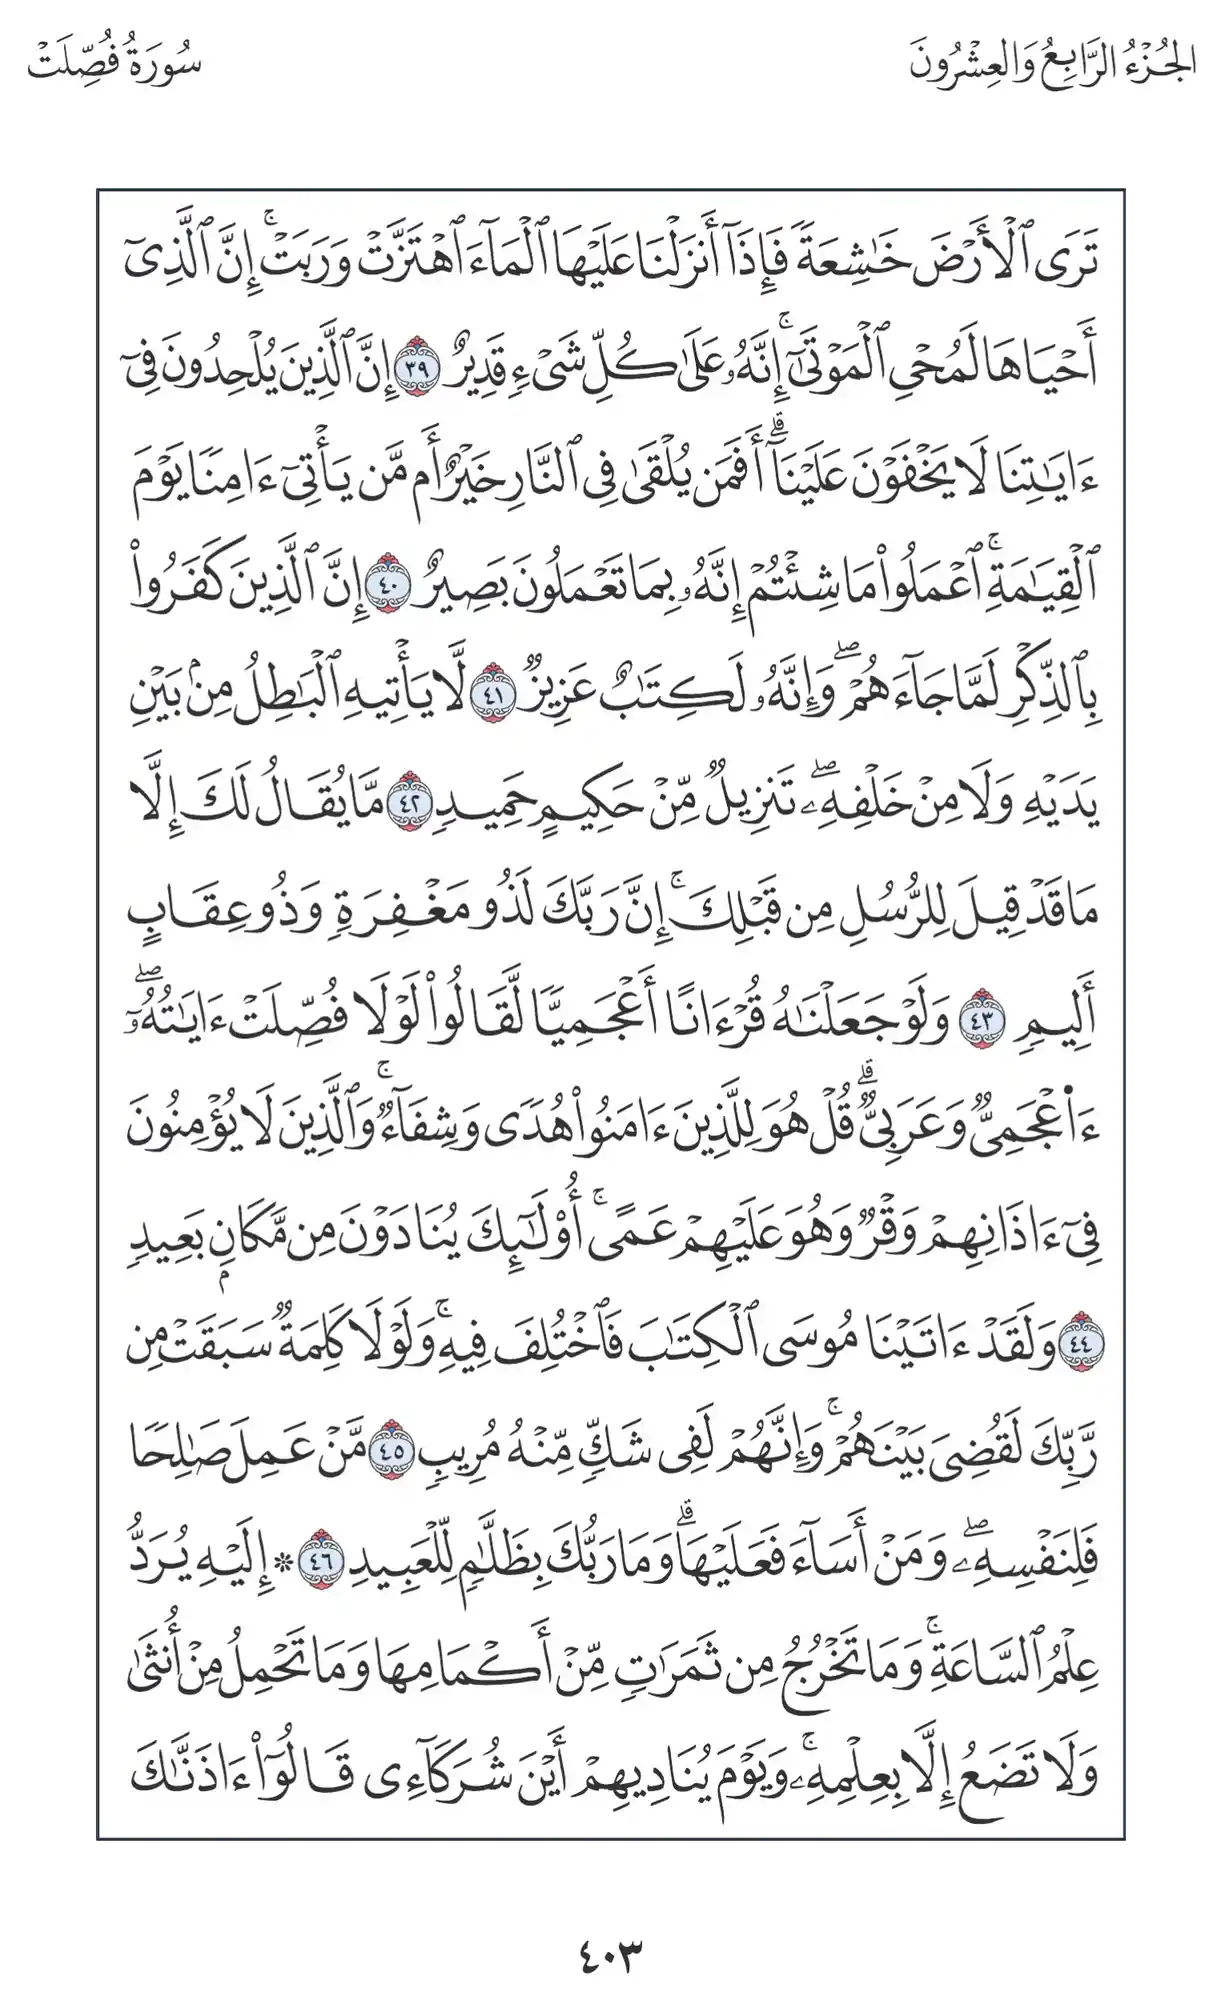 الجُزْءُ الرَّابِعُ وَالعِشْرُونَ
سُورَةُ فُصِّلَتْ
تَرَى ٱلْأَرْضَ خَٰشِعَةً فَإِذَآ أَنزَلْنَا عَلَيْهَا ٱلْمَآءَ ٱهْتَزَّتْ وَرَبَتْ ۚ إِنَّ ٱلَّذِىٓ
أَحْيَاهَا لَمُحْىِ ٱلْمَوْتَىٰٓ ۚ إِنَّهُۥ عَلَىٰ كُلِّ شَىْءٍ قَدِيرٌ ٣٩ إِنَّ ٱلَّذِينَ يُلْحِدُونَ فِىٓ
ءَايَٰتِنَا لَا يَخْفَوْنَ عَلَيْنَآ ۗ أَفَمَن يُلْقَىٰ فِى ٱلنَّارِ خَيْرٌ أَم مَّن يَأْتِىٓ ءَامِنًا يَوْمَ
ٱلْقِيَٰمَةِ ۚ ٱعْمَلُوا۟ مَا شِئْتُمْ إِنَّهُۥ بِمَا تَعْمَلُونَ بَصِيرٌ ٤٠ إِنَّ ٱلَّذِينَ كَفَرُوا۟
بِٱلذِّكْرِ لَمَّا جَآءَهُمْ ۖ وَإِنَّهُۥ لَكِتَٰبٌ عَزِيزٌ ٤١ لَّا يَأْتِيهِ ٱلْبَٰطِلُ مِنۢ بَيْنِ
يَدَيْهِ وَلَا مِنْ خَلْفِهِۦ ۖ تَنزِيلٌ مِّنْ حَكِيمٍ حَمِيدٍ ٤٢ مَّا يُقَالُ لَكَ إِلَّا
مَا قَدْ قِيلَ لِلرُّسُلِ مِن قَبْلِكَ ۚ إِنَّ رَبَّكَ لَذُو مَغْفِرَةٍ وَذُو عِقَابٍ
أَلِيمٍ ٤٣ وَلَوْ جَعَلْنَٰهُ قُرْءَانًا أَعْجَمِيًّا لَّقَالُوا۟ لَوْلَا فُصِّلَتْ ءَايَٰتُهُۥٓ ۖ
ءَا۬عْجَمِىٌّ وَعَرَبِىٌّ ۗ قُلْ هُوَ لِلَّذِينَ ءَامَنُوا۟ هُدًى وَشِفَآءٌ ۚ وَٱلَّذِينَ لَا يُؤْمِنُونَ
فِىٓ ءَاذَانِهِمْ وَقْرٌ وَهُوَ عَلَيْهِمْ عَمًى ۚ أُو۟لَٰٓئِكَ يُنَادَوْنَ مِن مَّكَانٍۭ بَعِيدٍ
٤٤ وَلَقَدْ ءَاتَيْنَا مُوسَى ٱلْكِتَٰبَ فَٱخْتُلِفَ فِيهِ ۚ وَلَوْلَا كَلِمَةٌ سَبَقَتْ مِن
رَّبِّكَ لَقُضِىَ بَيْنَهُمْ ۚ وَإِنَّهُمْ لَفِى شَكٍّ مِّنْهُ مُرِيبٍ ٤٥ مَّنْ عَمِلَ صَٰلِحًا
فَلِنَفْسِهِۦ ۖ وَمَنْ أَسَآءَ فَعَلَيْهَا ۗ وَمَا رَبُّكَ بِظَلَّٰمٍ لِّلْعَبِيدِ ٤٦ * إِلَيْهِ يُرَدُّ
عِلْمُ ٱلسَّاعَةِ ۚ وَمَا تَخْرُجُ مِن ثَمَرَٰتٍ مِّنْ أَكْمَامِهَا وَمَا تَحْمِلُ مِنْ أُنثَىٰ
وَلَا تَضَعُ إِلَّا بِعِلْمِهِۦ ۚ وَيَوْمَ يُنَادِيهِمْ أَيْنَ شُرَكَآءِى قَالُوٓا۟ ءَاذَنَّٰكَ
٤٠٣